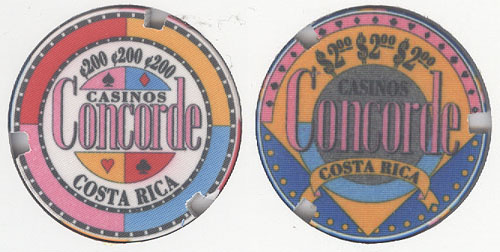 ¢200 ¢200 ¢200
CASINOS
Concorde
COSTA RICA
$2.00 $2.00 $2.00
CASINOS
Concorde
COSTA RICA